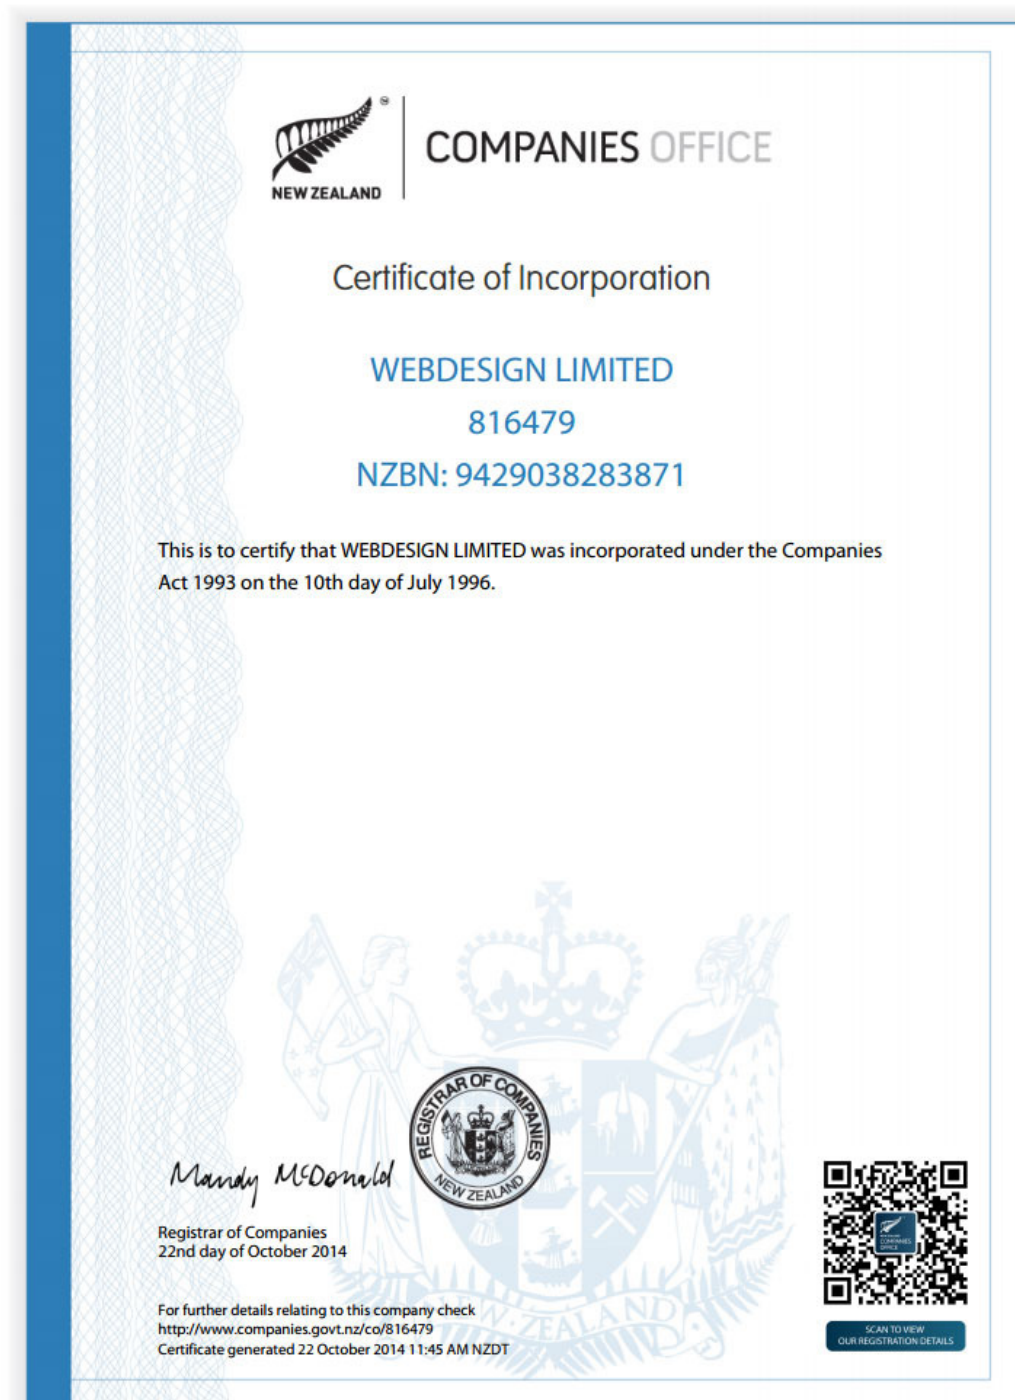 NEW ZEALAND
COMPANIES OFFICE
Certificate of Incorporation
WEBDESIGN LIMITED
816479
NZBN: 9429038283871
This is to certify that WEBDESIGN LIMITED was incorporated under the Companies
Act 1993 on the 10th day of July 1996.
REGISTRAR OF COMPANIES
NEW ZEALAND
Mandy McDonald
Registrar of Companies
22nd day of October 2014
NEW ZEALAND
For further details relating to this company check
http://www.companies.govt.nz/co/816479
Certificate generated 22 October 2014 11:45 AM NZDT
COMPANIES
OFFICE
SCAN TO VIEW
OUR REGISTRATION DETAILS